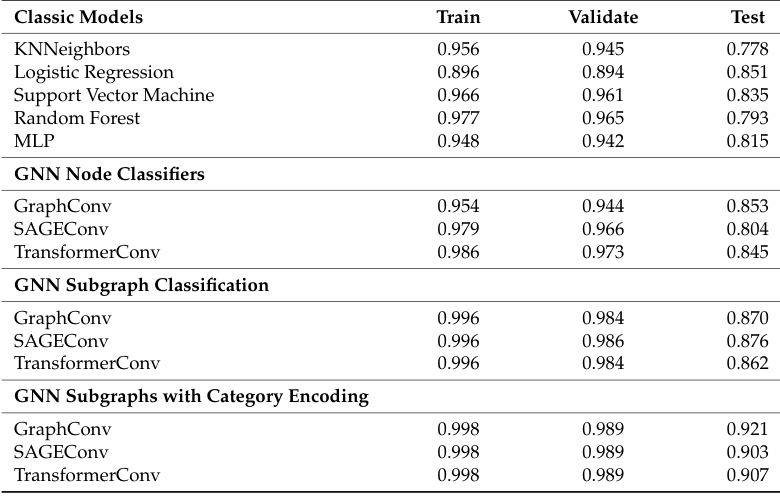 Classic Models Train Validate Test
KNNeighbors 0.956 0.945 0.778
Logistic Regression 0.896 0.894 0.851
Support Vector Machine 0.966 0.961 0.835
Random Forest 0.977 0.965 0.793
MLP 0.948 0.942 0.815
GNN Node Classifiers
GraphConv 0.954 0.944 0.853
SAGEConv 0.979 0.966 0.804
TransformerConv 0.986 0.973 0.845
GNN Subgraph Classification
GraphConv 0.996 0.984 0.870
SAGEConv 0.996 0.986 0.876
TransformerConv 0.996 0.984 0.862
GNN Subgraphs with Category Encoding
GraphConv 0.998 0.989 0.921
SAGEConv 0.998 0.989 0.903
TransformerConv 0.998 0.989 0.907